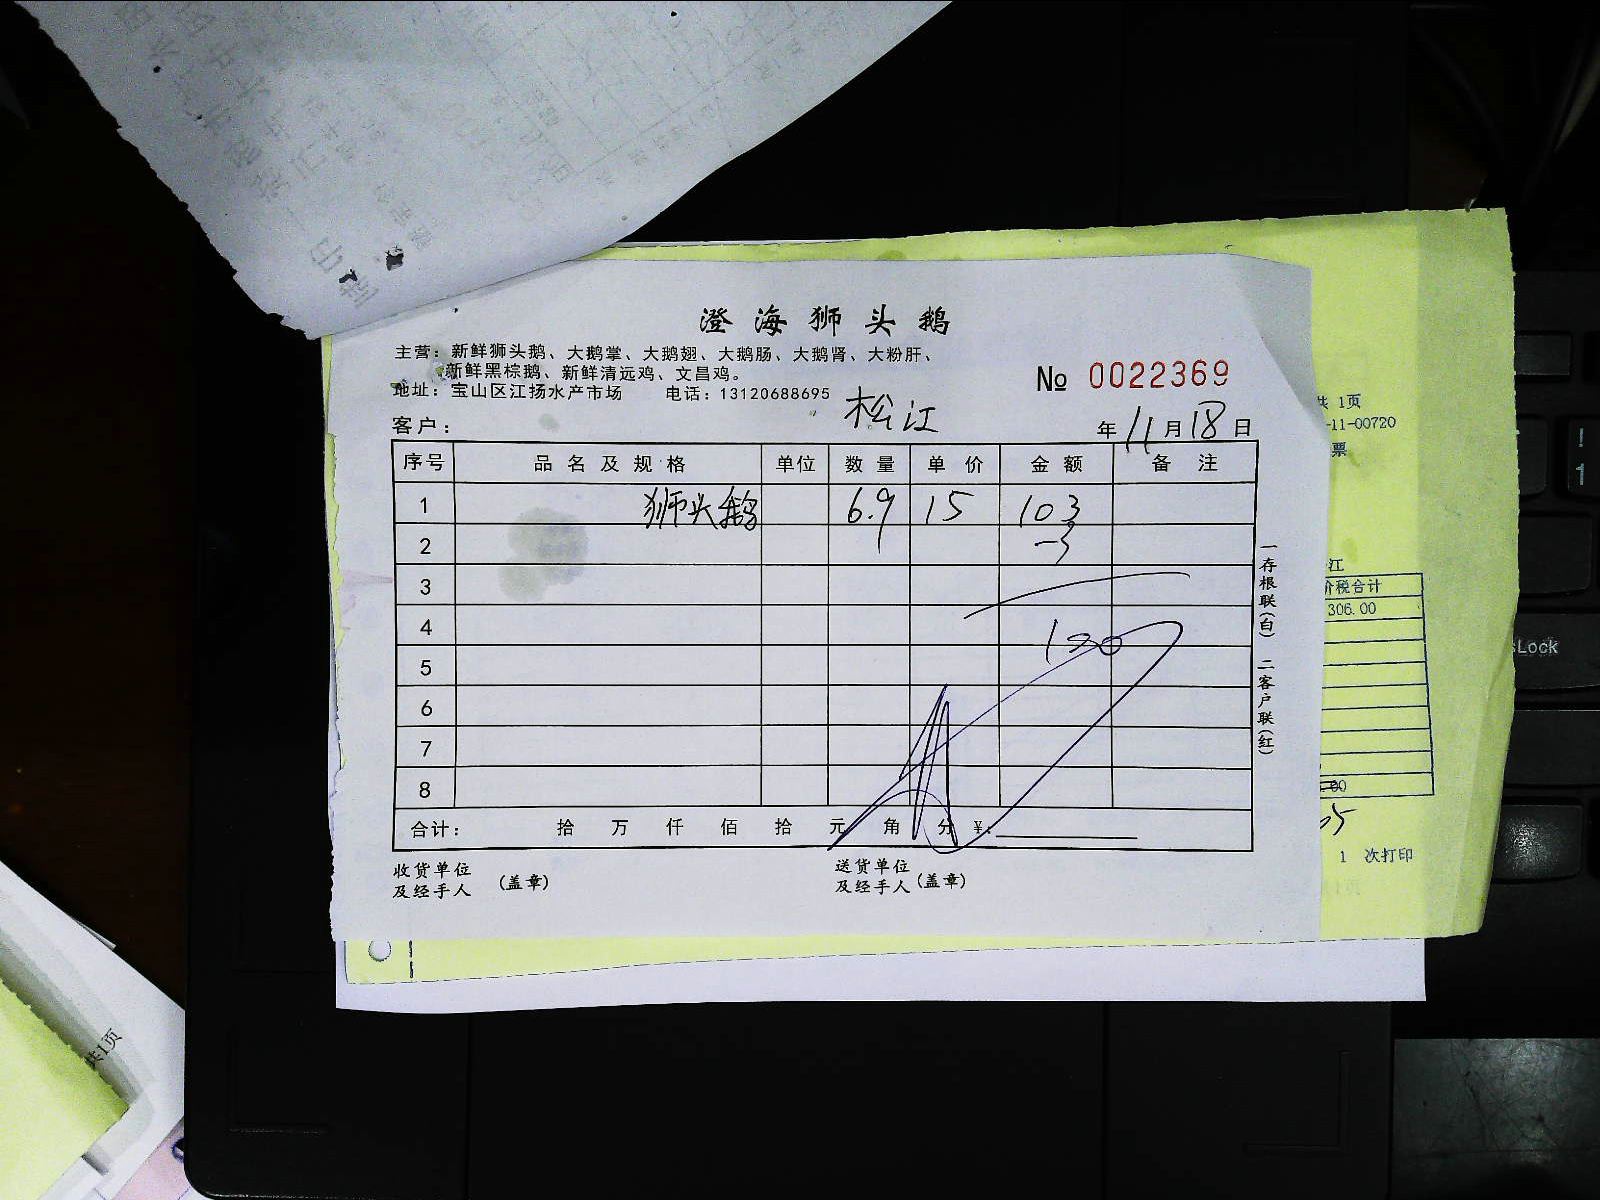 澄海狮头鹅
主营：新鲜狮头鹅、大鹅掌、大鹅翅、大鹅肠、大鹅肾、大粉肝、
新鲜黑棕鹅、新鲜清远鸡、文昌鸡。
地址：宝山区江扬水产市场 电话：13120688695
№ 0022369
客户： 松江 年 11 月 18 日
序号 品名及规格 单位 数量 单价 金额 备注
1 狮头鹅 6.9 15 103
2 -3
3
4 100
5
6
7
8
合计： 拾 万 仟 佰 拾 元 角 分 ¥:
收货单位
及经手人 (盖章)
送货单位
及经手人 (盖章)
一存根联(白) 二客户联(红)
共 1页
-11-00720
票
江
价税合计
306.00
1 次打印
共1页
Lock
!
1